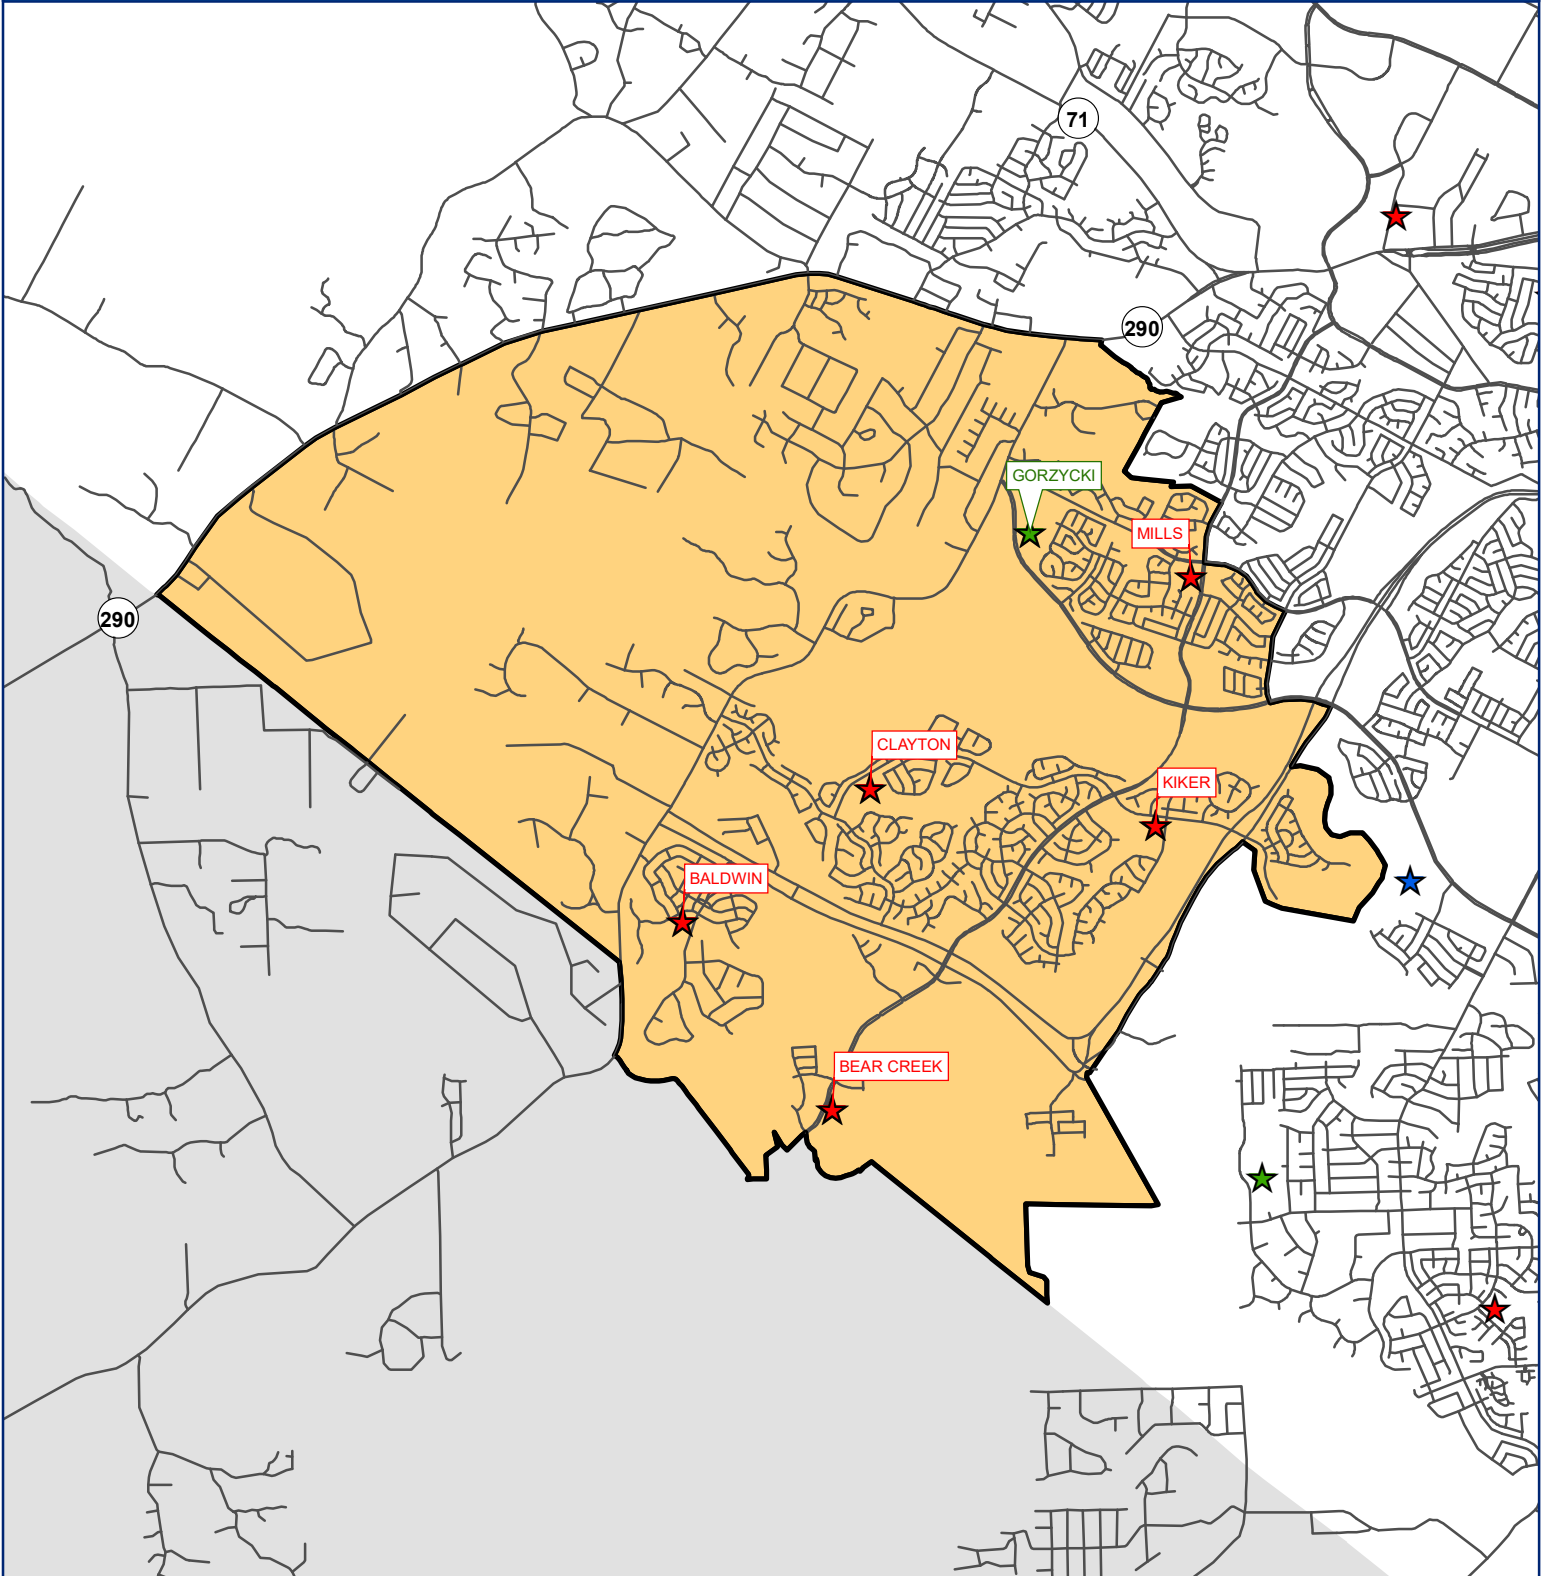 71
290
GORZYCKI
MILLS
290
CLAYTON
KIKER
BALDWIN
BEAR CREEK